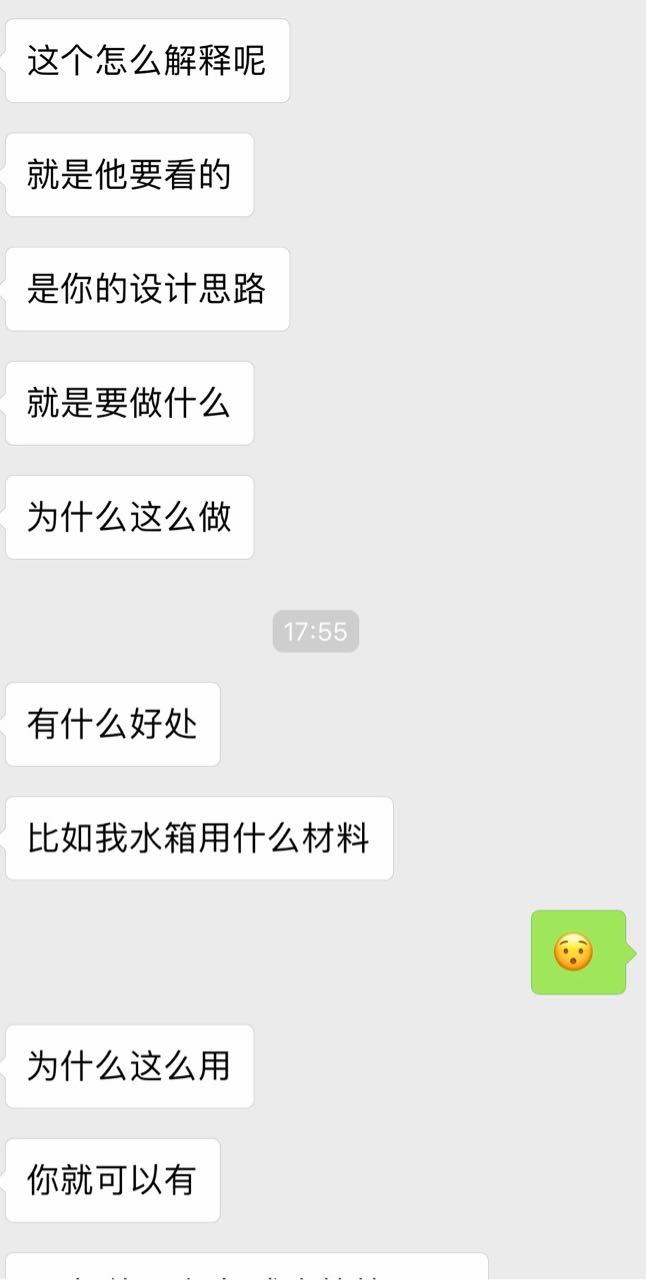 这个怎么解释呢
就是他要看的
是你的设计思路
就是要做什么
为什么这么做
17:55
有什么好处
比如我水箱用什么材料
😯
为什么这么用
你就可以有